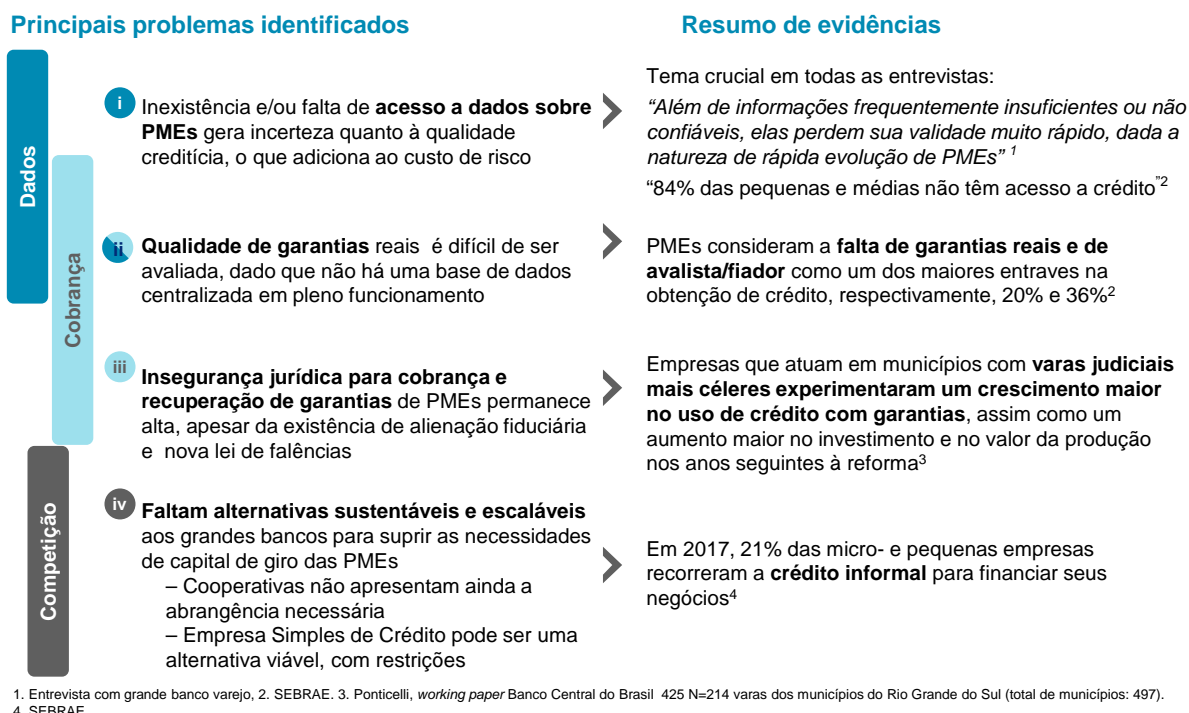 Principais problemas identificados
Resumo de evidências
Dados
Cobrança
Competição
i
Inexistência e/ou falta de acesso a dados sobre
PMEs gera incerteza quanto à qualidade
creditícia, o que adiciona ao custo de risco
Tema crucial em todas as entrevistas:
“Além de informações frequentemente insuficientes ou não
confiáveis, elas perdem sua validade muito rápido, dada a
natureza de rápida evolução de PMEs” 1
“84% das pequenas e médias não têm acesso a crédito”2
ii
Qualidade de garantias reais é difícil de ser
avaliada, dado que não há uma base de dados
centralizada em pleno funcionamento
PMEs consideram a falta de garantias reais e de
avalista/fiador como um dos maiores entraves na
obtenção de crédito, respectivamente, 20% e 36%2
iii
Insegurança jurídica para cobrança e
recuperação de garantias de PMEs permanece
alta, apesar da existência de alienação fiduciária
e nova lei de falências
Empresas que atuam em municípios com varas judiciais
mais céleres experimentaram um crescimento maior
no uso de crédito com garantias, assim como um
aumento maior no investimento e no valor da produção
nos anos seguintes à reforma3
iv
Faltam alternativas sustentáveis e escaláveis
aos grandes bancos para suprir as necessidades
de capital de giro das PMEs
– Cooperativas não apresentam ainda a
abrangência necessária
– Empresa Simples de Crédito pode ser uma
alternativa viável, com restrições
Em 2017, 21% das micro- e pequenas empresas
recorreram a crédito informal para financiar seus
negócios4
1. Entrevista com grande banco varejo, 2. SEBRAE. 3. Ponticelli, working paper Banco Central do Brasil 425 N=214 varas dos municípios do Rio Grande do Sul (total de municípios: 497).
4. SEBRAE